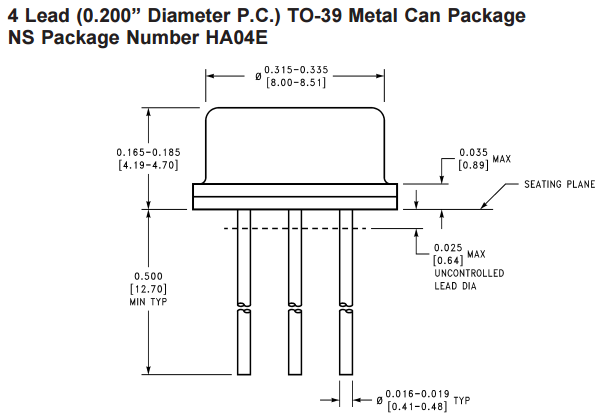 4 Lead (0.200” Diameter P.C.) TO-39 Metal Can Package
NS Package Number HA04E
ø 0.315–0.335
[8.00–8.51]
0.165–0.185
[4.19–4.70]
0.035 MAX
[0.89]
SEATING PLANE
0.025 MAX
[0.64]
UNCONTROLLED
LEAD DIA
0.500
[12.70]
MIN TYP
ø 0.016–0.019 TYP
[0.41–0.48]